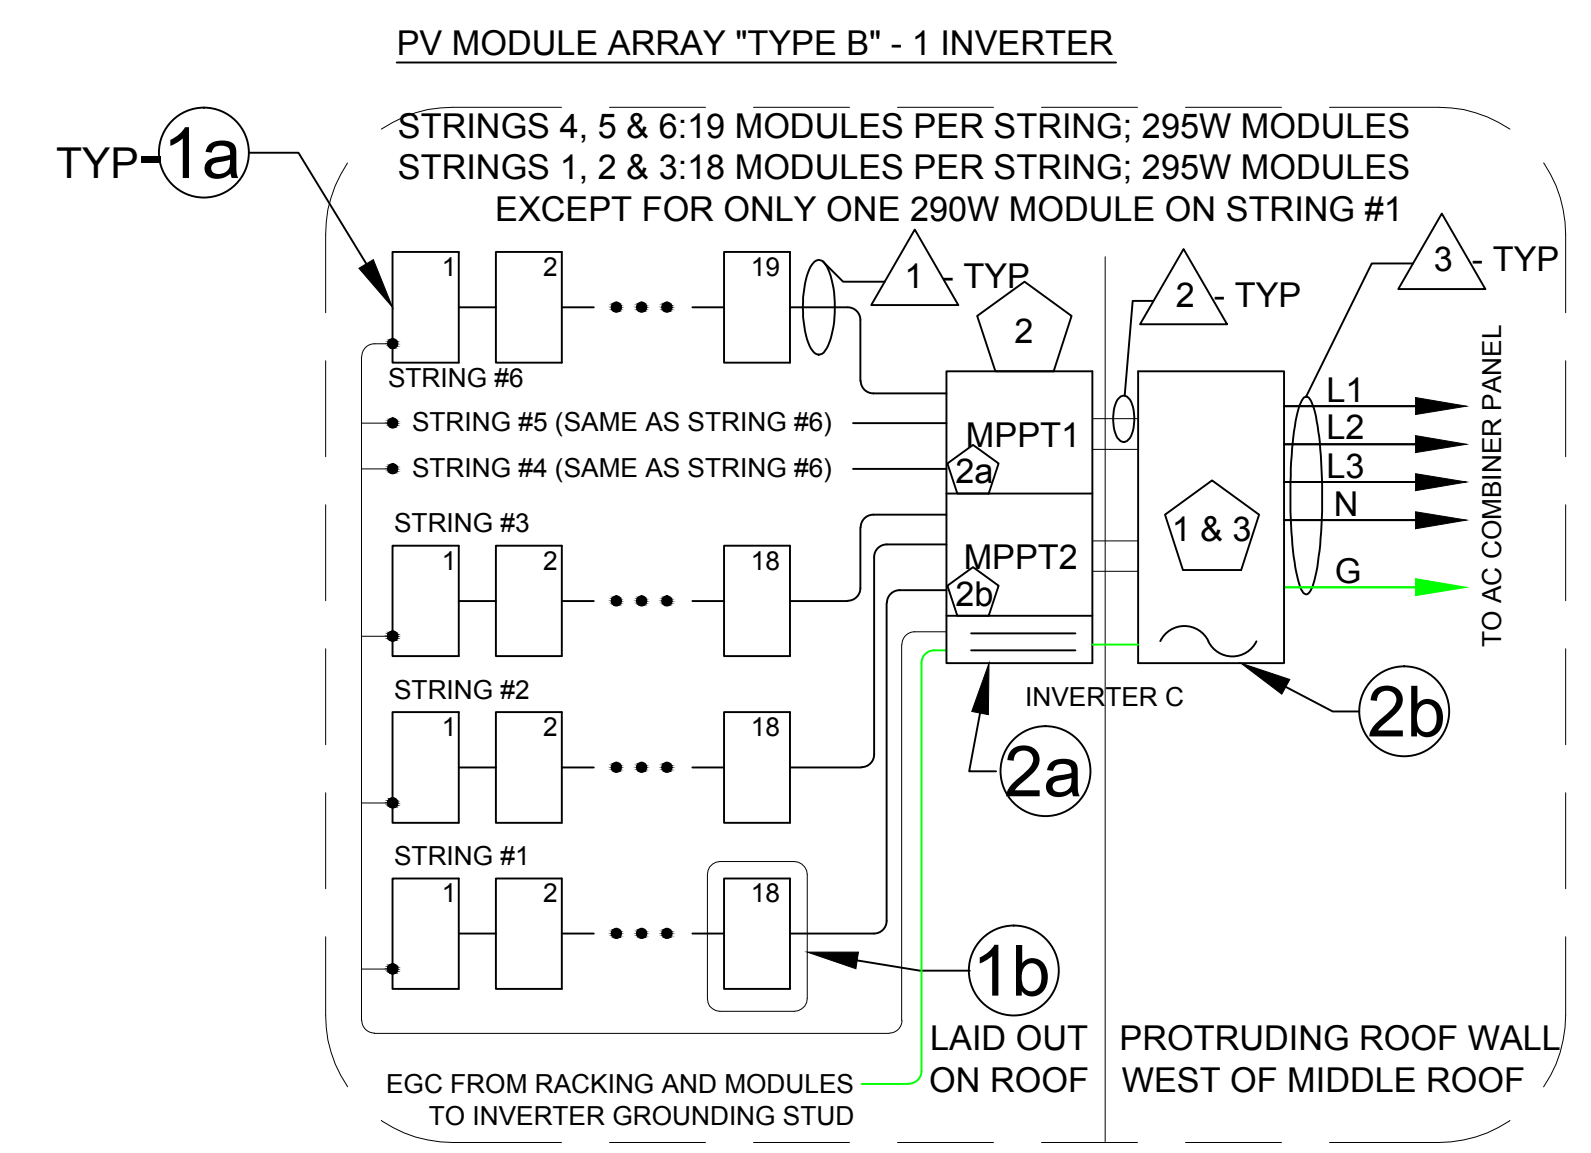 PV MODULE ARRAY "TYPE B" - 1 INVERTER
STRINGS 4, 5 & 6:19 MODULES PER STRING; 295W MODULES
TYP-1a
STRINGS 1, 2 & 3:18 MODULES PER STRING; 295W MODULES
EXCEPT FOR ONLY ONE 290W MODULE ON STRING #1
1 2 19
1 - TYP
2 - TYP
3 - TYP
2
STRING #6
STRING #5 (SAME AS STRING #6)
STRING #4 (SAME AS STRING #6)
MPPT1
2a
L1
L2
L3
N
G
TO AC COMBINER PANEL
STRING #3
1 2 18
MPPT2
2b
1 & 3
STRING #2
1 2 18
INVERTER C
2a
2b
STRING #1
1 2 18
1b
LAID OUT
ON ROOF
PROTRUDING ROOF WALL
WEST OF MIDDLE ROOF
EGC FROM RACKING AND MODULES
TO INVERTER GROUNDING STUD